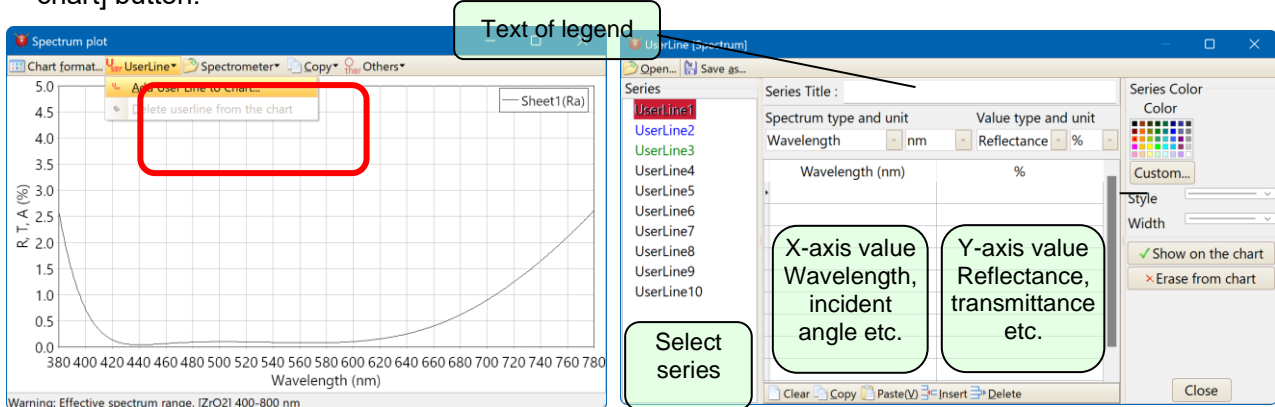 chart] button.
Text of legend
Spectrum plot
Chart format... User UserLine Spectrometer Copy Other Others
Add User Line to Chart...
Delete userline from the chart
Sheet1(Ra)
R, T, A (%)
5.0
4.5
4.0
3.5
3.0
2.5
2.0
1.5
1.0
0.5
0.0
380 400 420 440 460 480 500 520 540 560 580 600 620 640 660 680 700 720 740 760 780
Wavelength (nm)
Warning: Effective spectrum range. [ZrO2] 400-800 nm
UserLine [Spectrum]
Open... Save as...
Series
UserLine1
UserLine2
UserLine3
UserLine4
UserLine5
UserLine6
UserLine7
UserLine8
UserLine9
UserLine10
Select
series
Series Title :
Spectrum type and unit Value type and unit
Wavelength nm Reflectance %
Wavelength (nm) %
X-axis value
Wavelength,
incident
angle etc.
Y-axis value
Reflectance,
transmittance
etc.
Clear Copy Paste(V) Insert Delete
Series Color
Color
Custom...
Style
Width
Show on the chart
Erase from chart
Close